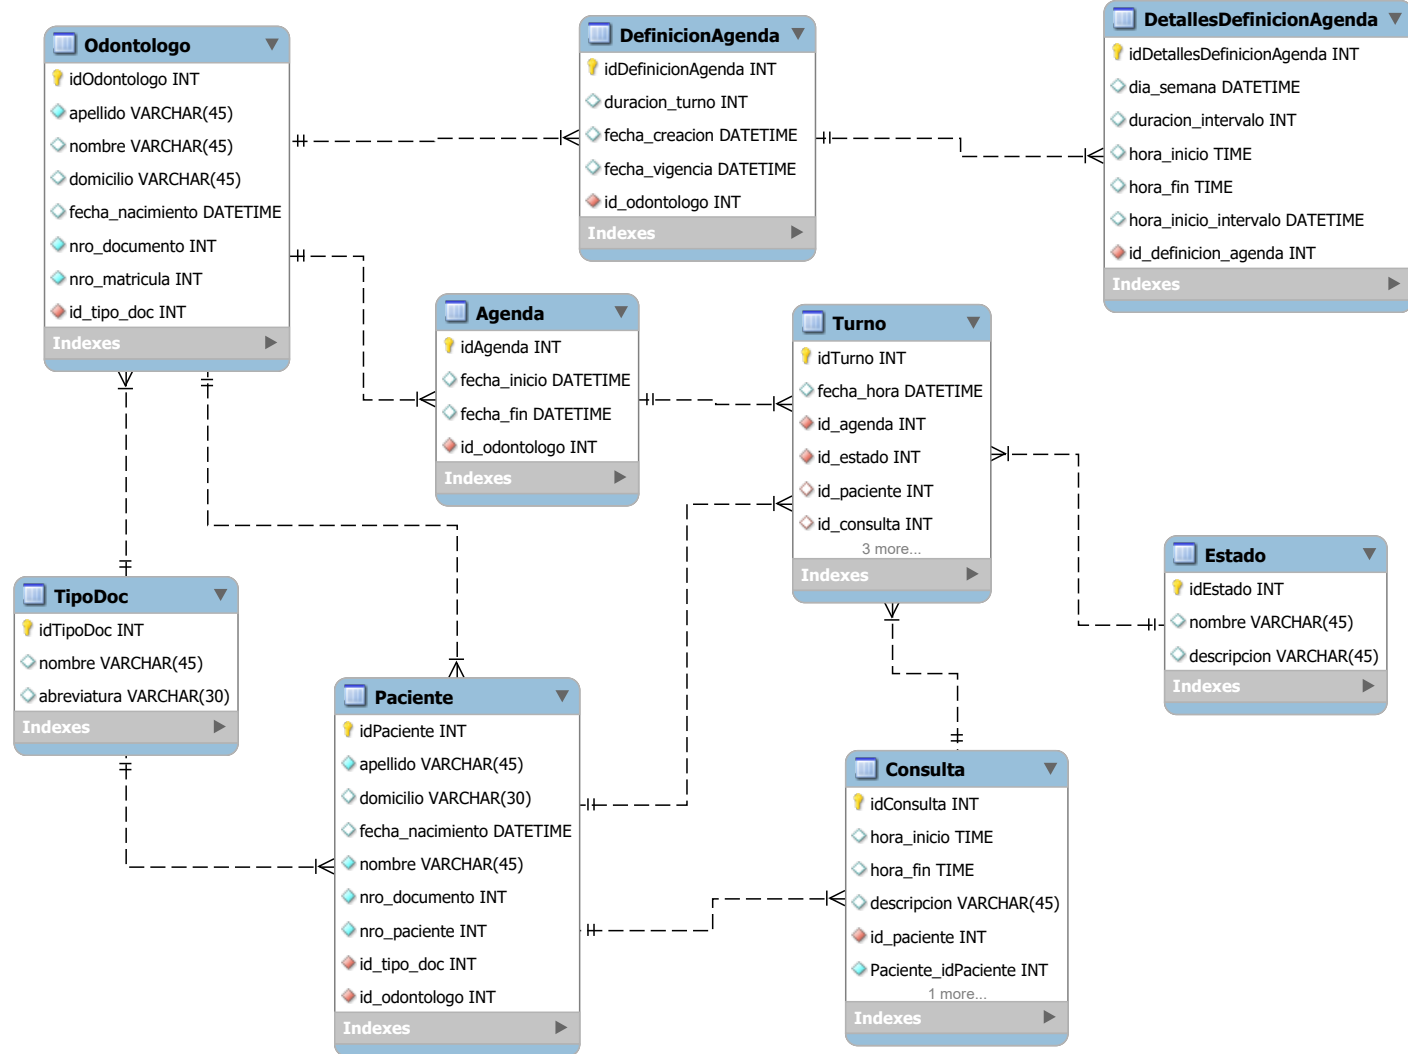 Odontologo
idOdontologo INT
apellido VARCHAR(45)
nombre VARCHAR(45)
domicilio VARCHAR(45)
fecha_nacimiento DATETIME
nro_documento INT
nro_matricula INT
id_tipo_doc INT
Indexes
DefinicionAgenda
idDefinicionAgenda INT
duracion_turno INT
fecha_creacion DATETIME
fecha_vigencia DATETIME
id_odontologo INT
Indexes
DetallesDefinicionAgenda
idDetallesDefinicionAgenda INT
dia_semana DATETIME
duracion_intervalo INT
hora_inicio TIME
hora_fin TIME
hora_inicio_intervalo DATETIME
id_definicion_agenda INT
Indexes
Agenda
idAgenda INT
fecha_inicio DATETIME
fecha_fin DATETIME
id_odontologo INT
Indexes
Turno
idTurno INT
fecha_hora DATETIME
id_agenda INT
id_estado INT
id_paciente INT
id_consulta INT
3 more...
Indexes
Estado
idEstado INT
nombre VARCHAR(45)
descripcion VARCHAR(45)
Indexes
TipoDoc
idTipoDoc INT
nombre VARCHAR(45)
abreviatura VARCHAR(30)
Indexes
Paciente
idPaciente INT
apellido VARCHAR(45)
domicilio VARCHAR(30)
fecha_nacimiento DATETIME
nombre VARCHAR(45)
nro_documento INT
nro_paciente INT
id_tipo_doc INT
id_odontologo INT
Indexes
Consulta
idConsulta INT
hora_inicio TIME
hora_fin TIME
descripcion VARCHAR(45)
id_paciente INT
Paciente_idPaciente INT
1 more...
Indexes